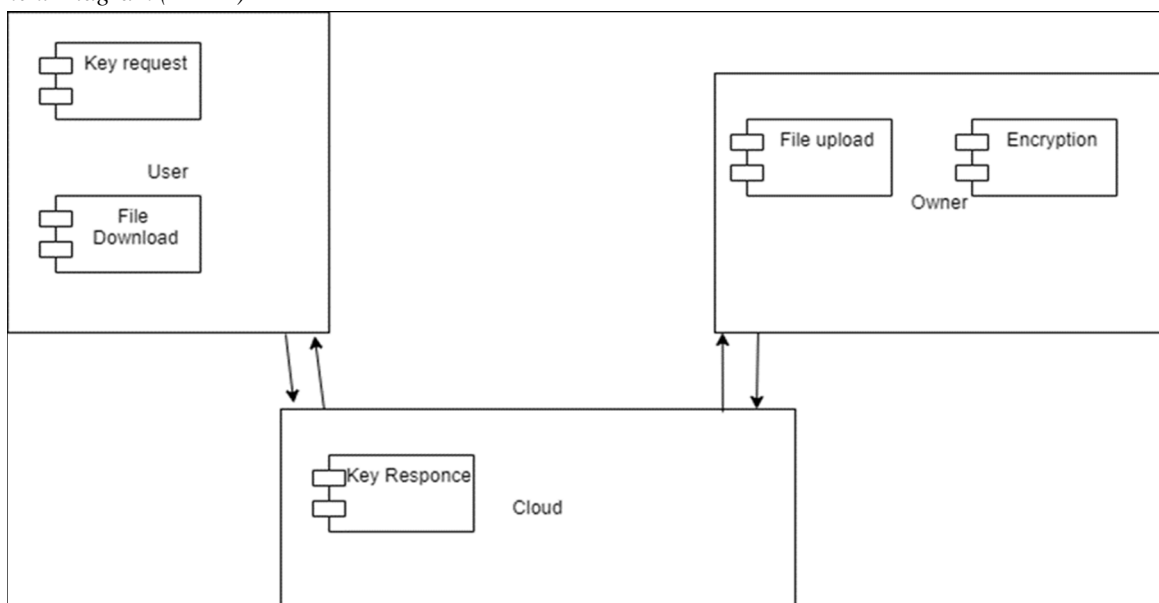 Key request
User
File
Download
File upload
Encryption
Owner
Key Responce
Cloud